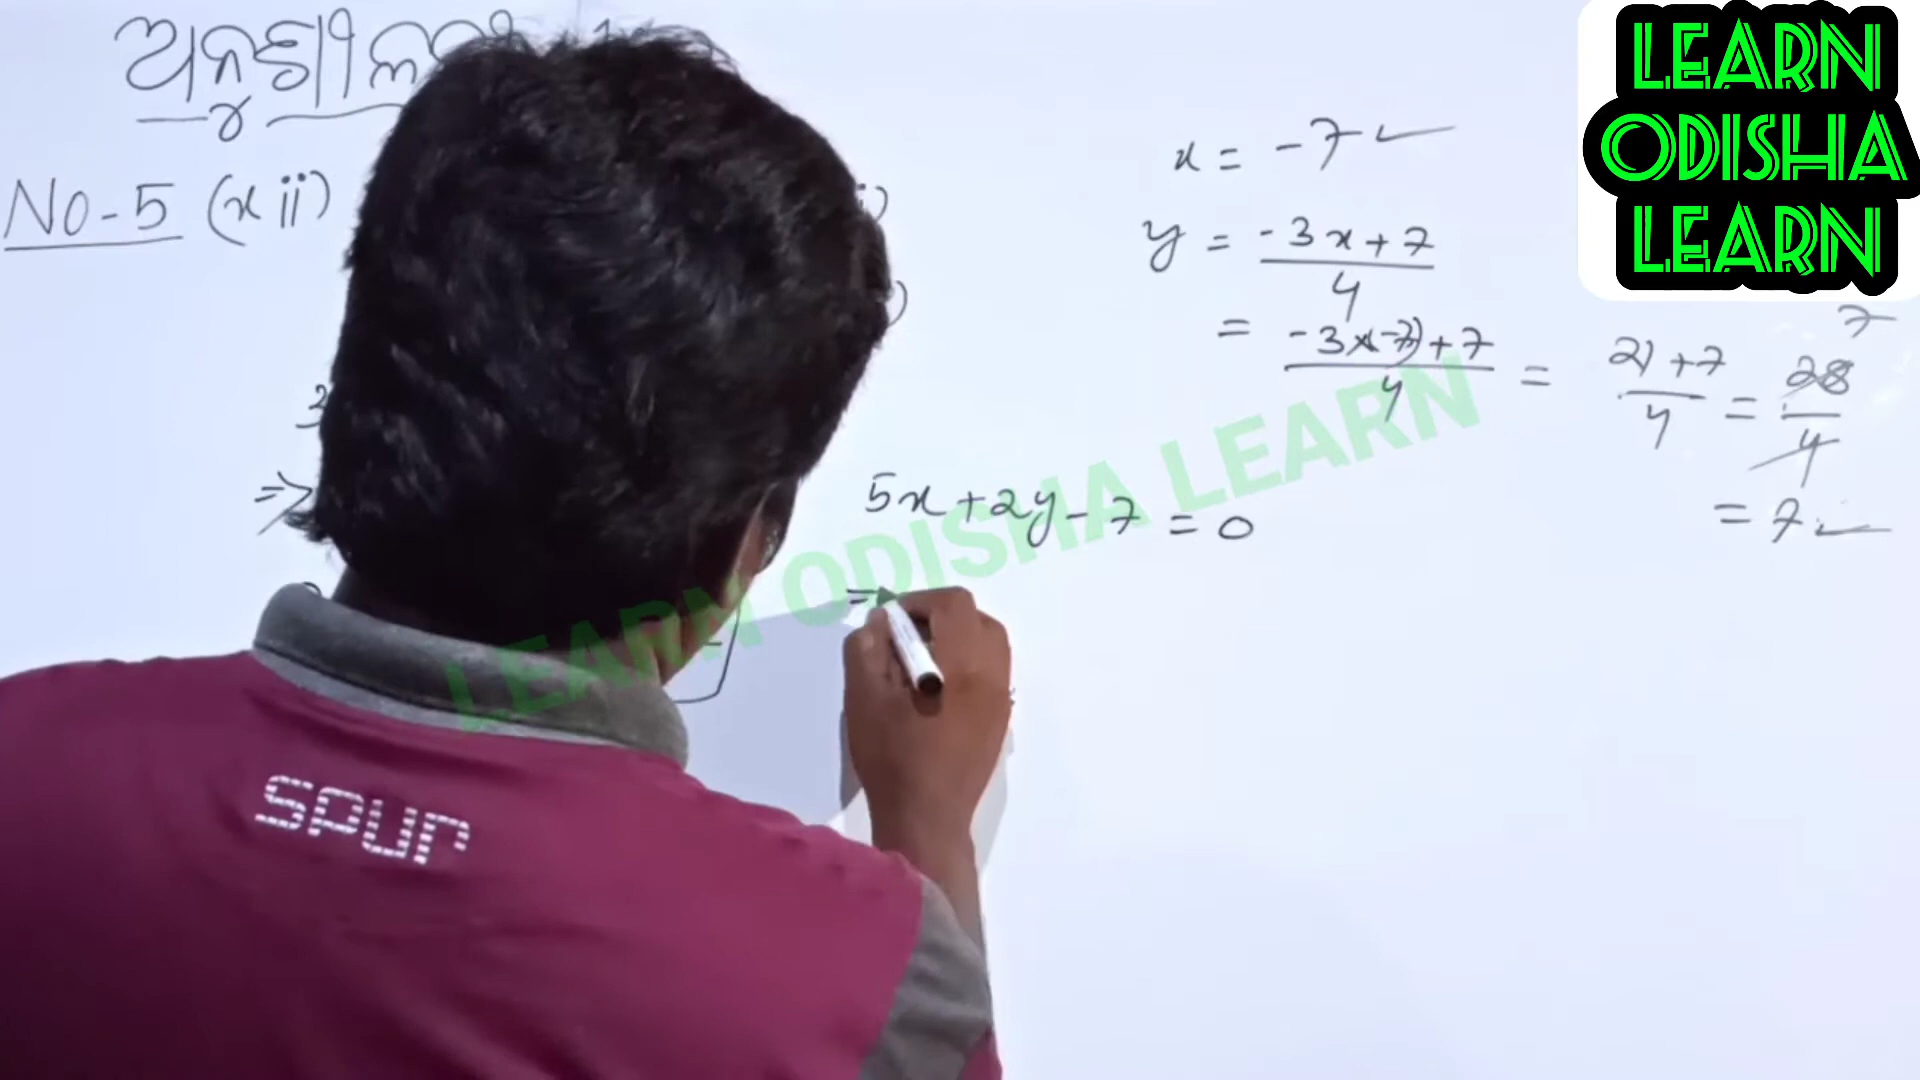 ଅନୁଶୀଳନୀ
No-5 (xii)
x = -7 ✓
y = -3x+7 / 4
= -3×(-7)+7 / 4 = 21+7 / 4 = 28 / 4 7
= 7 ✓
=>
5x+2y-7 = 0
=
spur
LEARN ODISHA LEARN
LEARN
ODISHA
LEARN